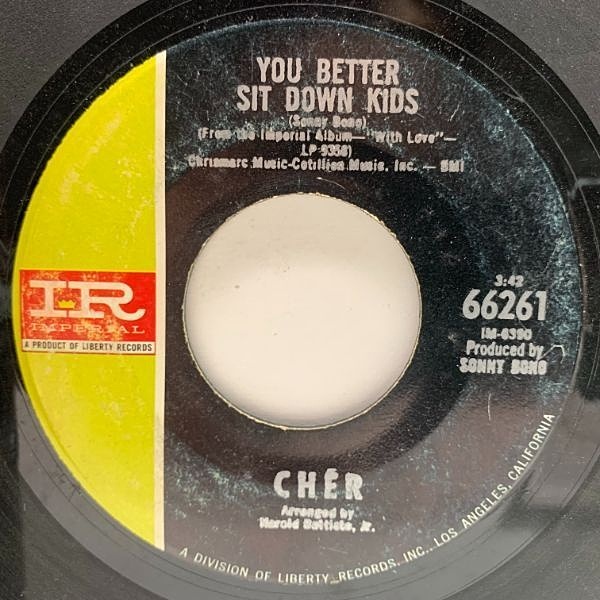 YOU BETTER
SIT DOWN KIDS
(Sonny Bono)
(From the Imperial Album—"With Love"—
LP-9358)
Chrismarc Music-Cotillion Music, Inc. — BMI
IR
IMPERIAL
A PRODUCT OF LIBERTY RECORDS
3:42
66261
IM-6390
Produced by
SONNY BONO
CHÉR
Arranged by
Harold Battiste, Jr.
A DIVISION OF LIBERTY RECORDS, INC., LOS ANGELES, CALIFORNIA